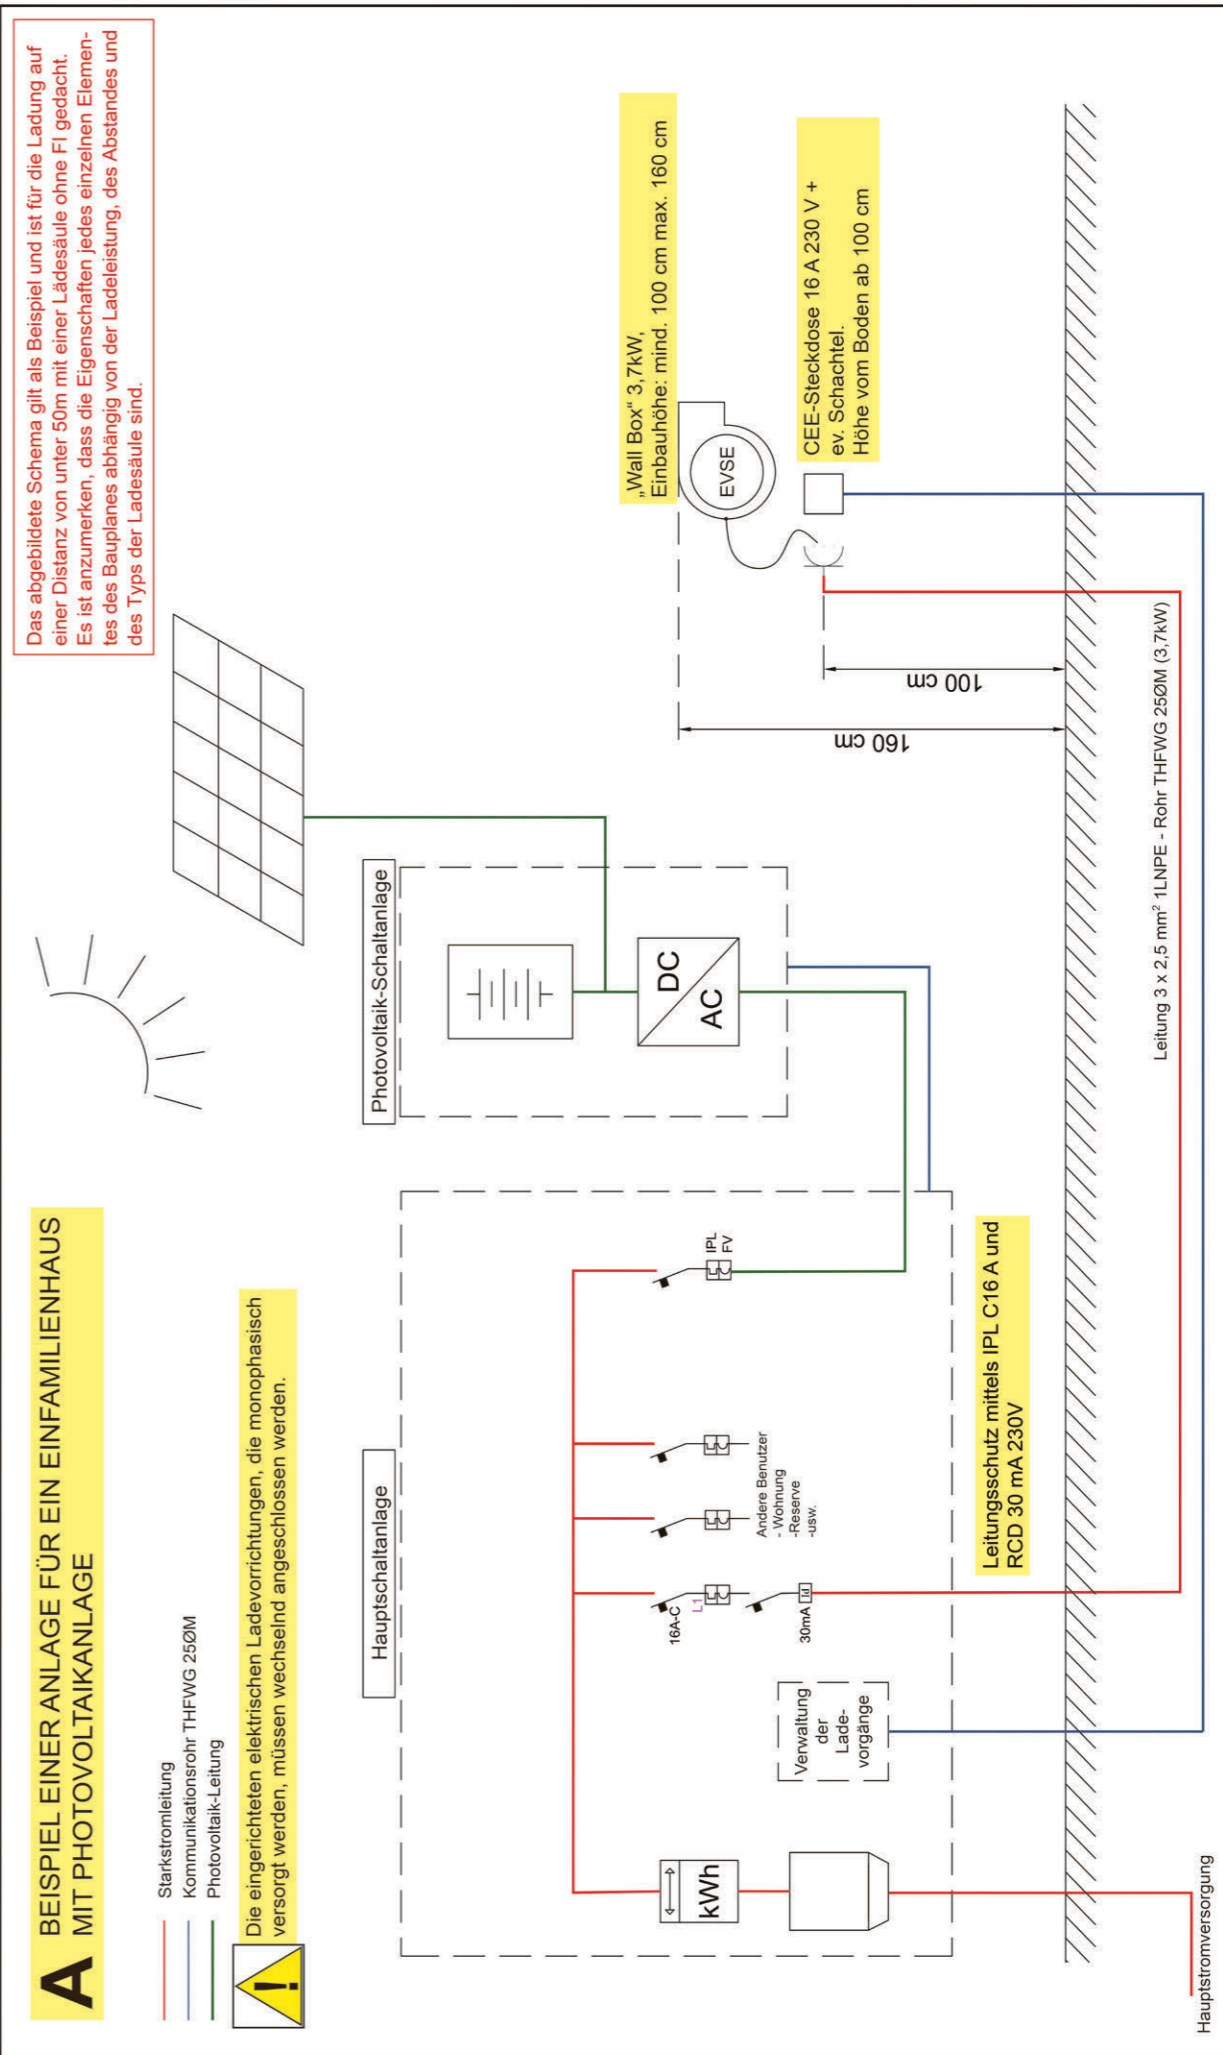 A
BEISPIEL EINER ANLAGE FÜR EIN EINFAMILIENHAUS
MIT PHOTOVOLTAIKANLAGE
Das abgebildete Schema gilt als Beispiel und ist für die Ladung auf
einer Distanz von unter 50m mit einer Lädesäule ohne FI gedacht.
Es ist anzumerken, dass die Eigenschaften jedes einzelnen Elemen-
tes des Bauplanes abhängig von der Ladeleistung, des Abstandes und
des Typs der Ladesäule sind.
Starkstromleitung
Kommunikationsrohr THFWG 25ØM
Photovoltaik-Leitung
!
Die eingerichteten elektrischen Ladevorrichtungen, die monophasisch
versorgt werden, müssen wechselnd angeschlossen werden.
Hauptschaltanlage
Photovoltaik-Schaltanlage
kWh
Verwaltung
der
Lade-
vorgänge
16A-C
L1
30mA
Id
Andere Benutzer
- Wohnung
-Reserve
-usw.
IPL
FV
DC
AC
Leitungsschutz mittels IPL C16 A und
RCD 30 mA 230V
„Wall Box“ 3,7kW,
Einbauhöhe: mind. 100 cm max. 160 cm
EVSE
CEE-Steckdose 16 A 230 V +
ev. Schachtel.
Höhe vom Boden ab 100 cm
160 cm
100 cm
Leitung 3 x 2,5 mm² 1LNPE - Rohr THFWG 25ØM (3,7kW)
Hauptstromversorgung